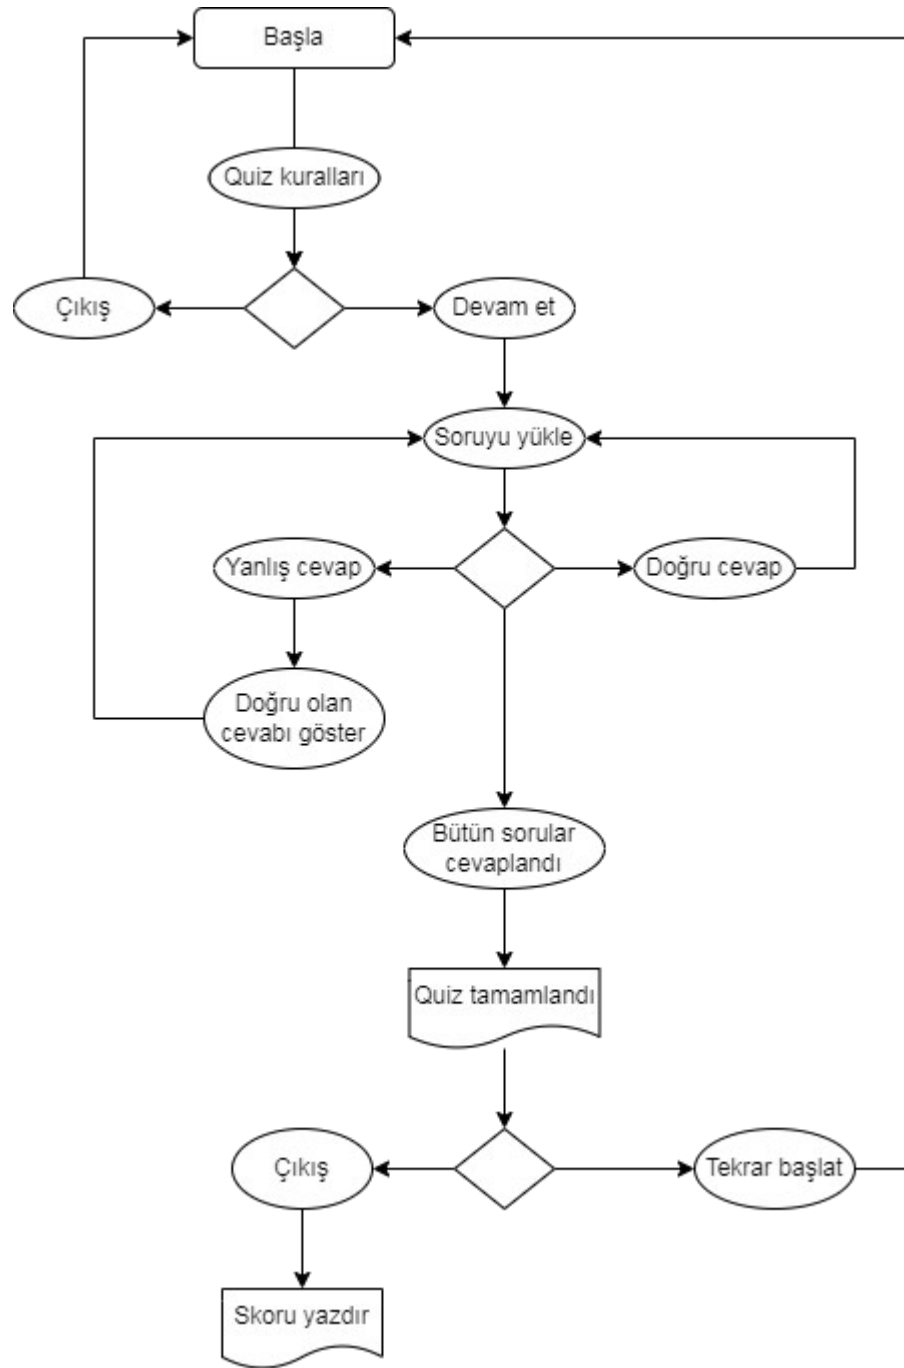 Başla
Quiz kuralları
Çıkış
Devam et
Soruyu yükle
Yanlış cevap
Doğru cevap
Doğru olan
cevabı göster
Bütün sorular
cevaplandı
Quiz tamamlandı
Çıkış
Tekrar başlat
Skoru yazdır